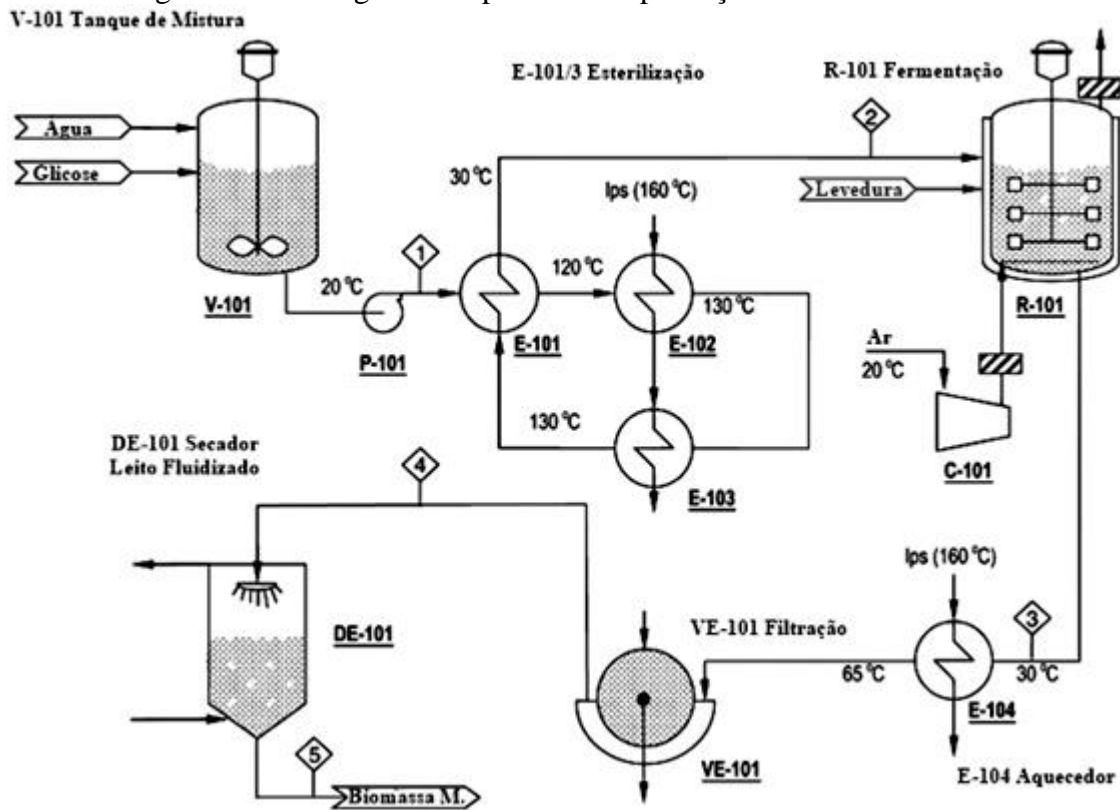 V-101 Tanque de Mistura
E-101/3 Esterilização
R-101 Fermentação
Água
Glicose
2
30 °C
lps (160 °C)
Levedura
1
20 °C
120 °C
130 °C
V-101
P-101
E-101
E-102
R-101
Ar
20 °C
130 °C
C-101
E-103
DE-101 Secador
Leito Fluidizado
4
lps (160 °C)
VE-101 Filtração
3
DE-101
65 °C
30 °C
E-104
5
Biomassa M.
VE-101
E-104 Aquecedor